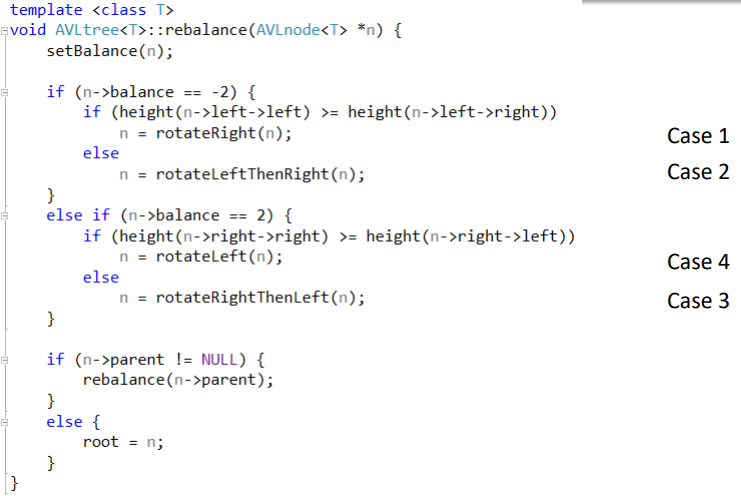 template <class T>
void AVLtree<T>::rebalance(AVLnode<T> *n) {
    setBalance(n);

    if (n->balance == -2) {
        if (height(n->left->left) >= height(n->left->right))
            n = rotateRight(n);    Case 1
        else
            n = rotateLeftThenRight(n);    Case 2
    }
    else if (n->balance == 2) {
        if (height(n->right->right) >= height(n->right->left))
            n = rotateLeft(n);    Case 4
        else
            n = rotateRightThenLeft(n);    Case 3
    }

    if (n->parent != NULL) {
        rebalance(n->parent);
    }
    else {
        root = n;
    }
}